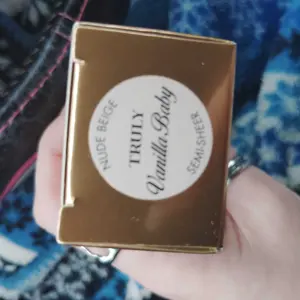 NUDE BEIGE
TRULY
Vanilla Baby
SEMI-SHEER